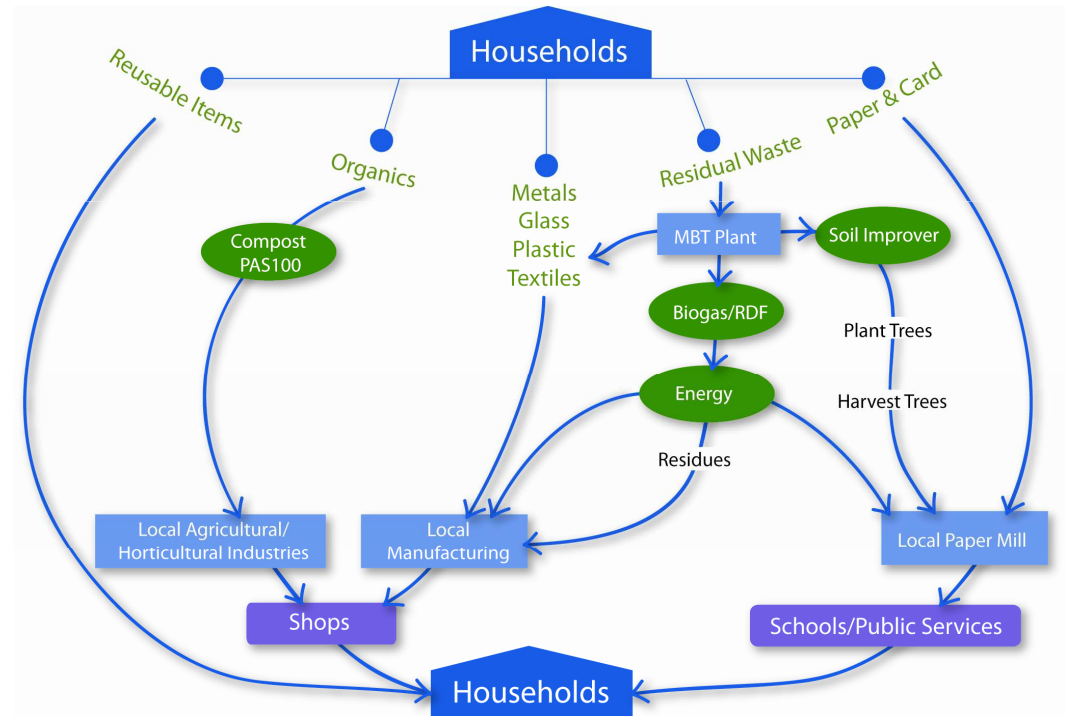 Households
Reusable Items
Organics
Metals
Glass
Plastic
Textiles
Residual Waste
Paper & Card
Compost
PAS100
MBT Plant
Soil Improver
Biogas/RDF
Plant Trees
Energy
Harvest Trees
Residues
Local Agricultural/
Horticultural Industries
Local
Manufacturing
Local Paper Mill
Shops
Schools/Public Services
Households